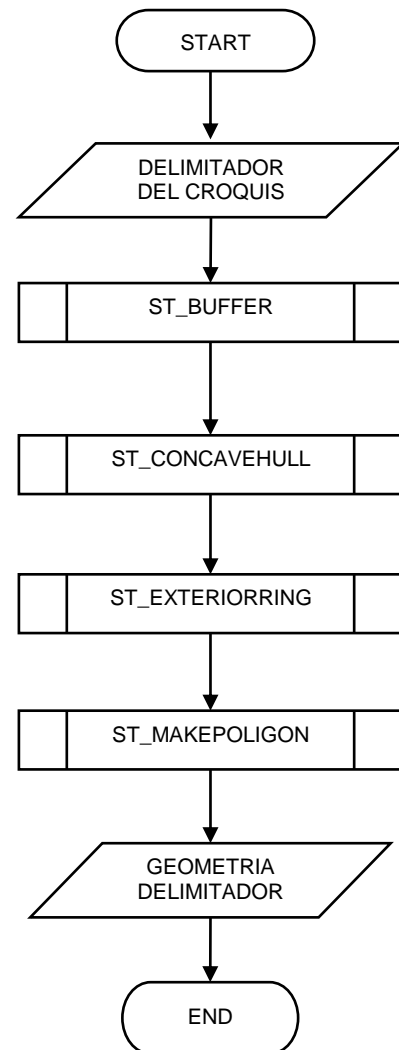 START
DELIMITADOR
DEL CROQUIS
ST_BUFFER
ST_CONCAVEHULL
ST_EXTERIORRING
ST_MAKEPOLIGON
GEOMETRIA
DELIMITADOR
END